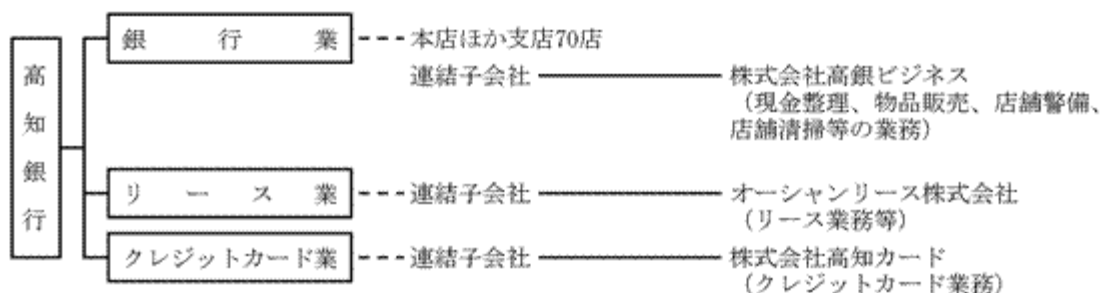 高知銀行
銀行業
本店ほか支店70店
連結子会社
株式会社高銀ビジネス
（現金整理、物品販売、店舗警備、
店舗清掃等の業務）
リース業
連結子会社
オーシャンリース株式会社
（リース業務等）
クレジットカード業
連結子会社
株式会社高知カード
（クレジットカード業務）